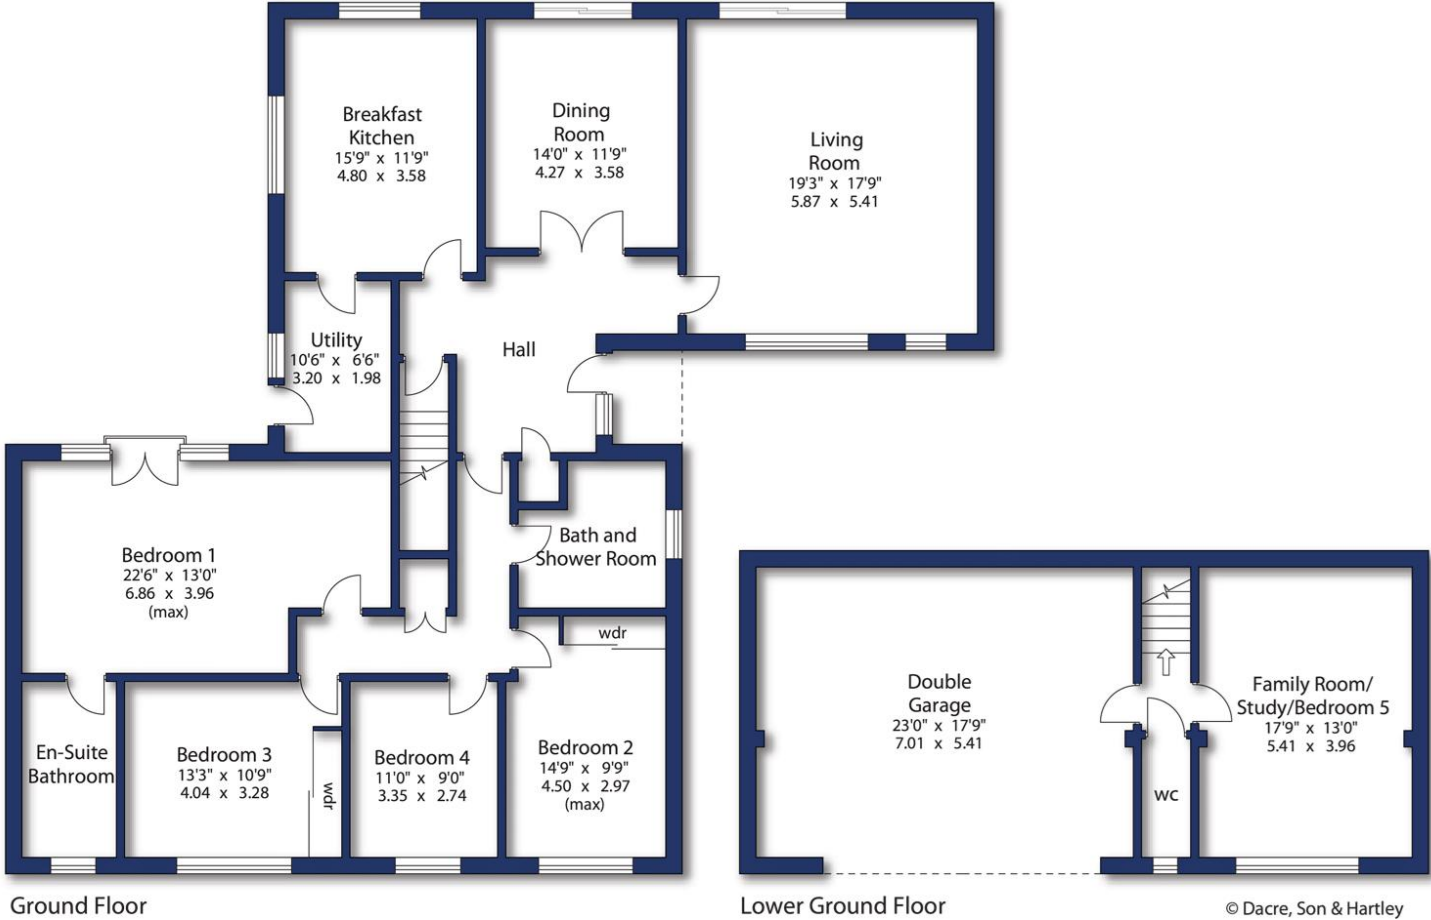 Breakfast
Kitchen
15'9" x 11'9"
4.80 x 3.58
Dining
Room
14'0" x 11'9"
4.27 x 3.58
Living
Room
19'3" x 17'9"
5.87 x 5.41
Utility
10'6" x 6'6"
3.20 x 1.98
Hall
Bedroom 1
22'6" x 13'0"
6.86 x 3.96
(max)
Bath and
Shower Room
wdr
En-Suite
Bathroom
Bedroom 3
13'3" x 10'9"
4.04 x 3.28
wdr
Bedroom 4
11'0" x 9'0"
3.35 x 2.74
Bedroom 2
14'9" x 9'9"
4.50 x 2.97
(max)
Double
Garage
23'0" x 17'9"
7.01 x 5.41
wc
Family Room/
Study/Bedroom 5
17'9" x 13'0"
5.41 x 3.96
Ground Floor
Lower Ground Floor
© Dacre, Son & Hartley